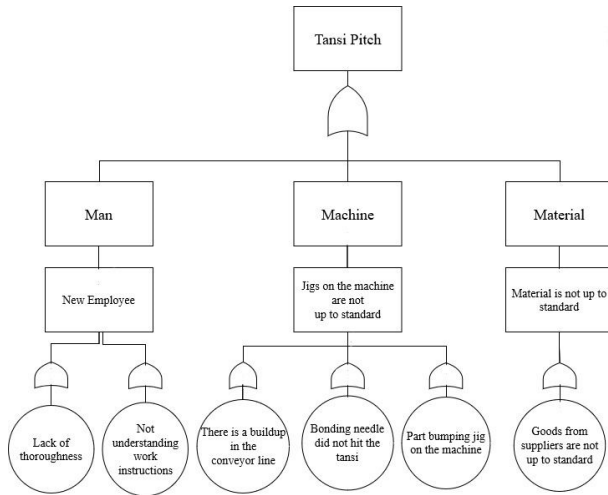 Tansi Pitch
Man
Machine
Material
New Employee
Jigs on the machine
are not
up to standard
Material is not up to
standard
Lack of
thoroughness
Not
understanding
work
instructions
There is a buildup
in the
conveyor line
Bonding needle
did not hit the
tansi
Part bumping jig
on the machine
Goods from
suppliers are not
up to standard